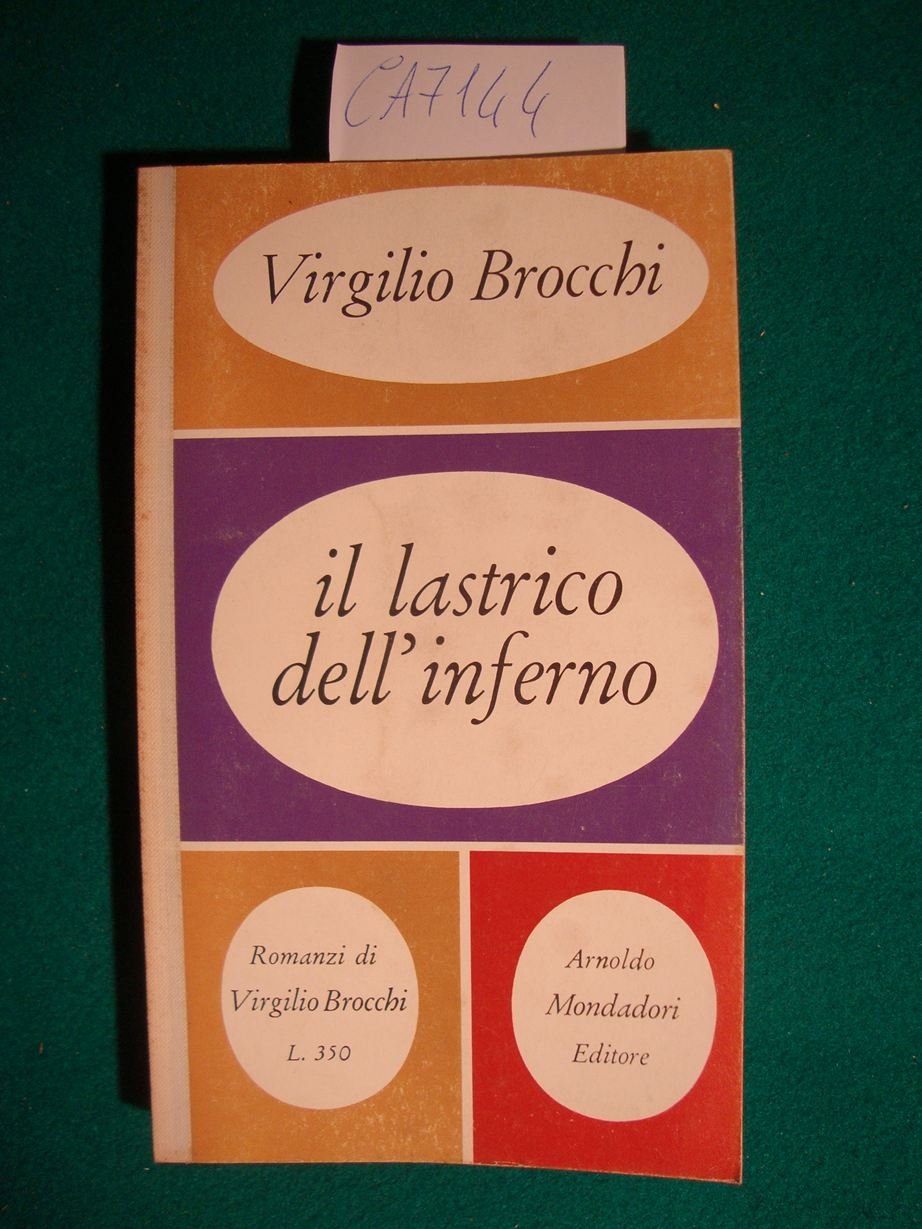 CA7144
Virgilio Brocchi
il lastrico
dell'inferno
Romanzi di
Virgilio Brocchi
L. 350
Arnoldo
Mondadori
Editore